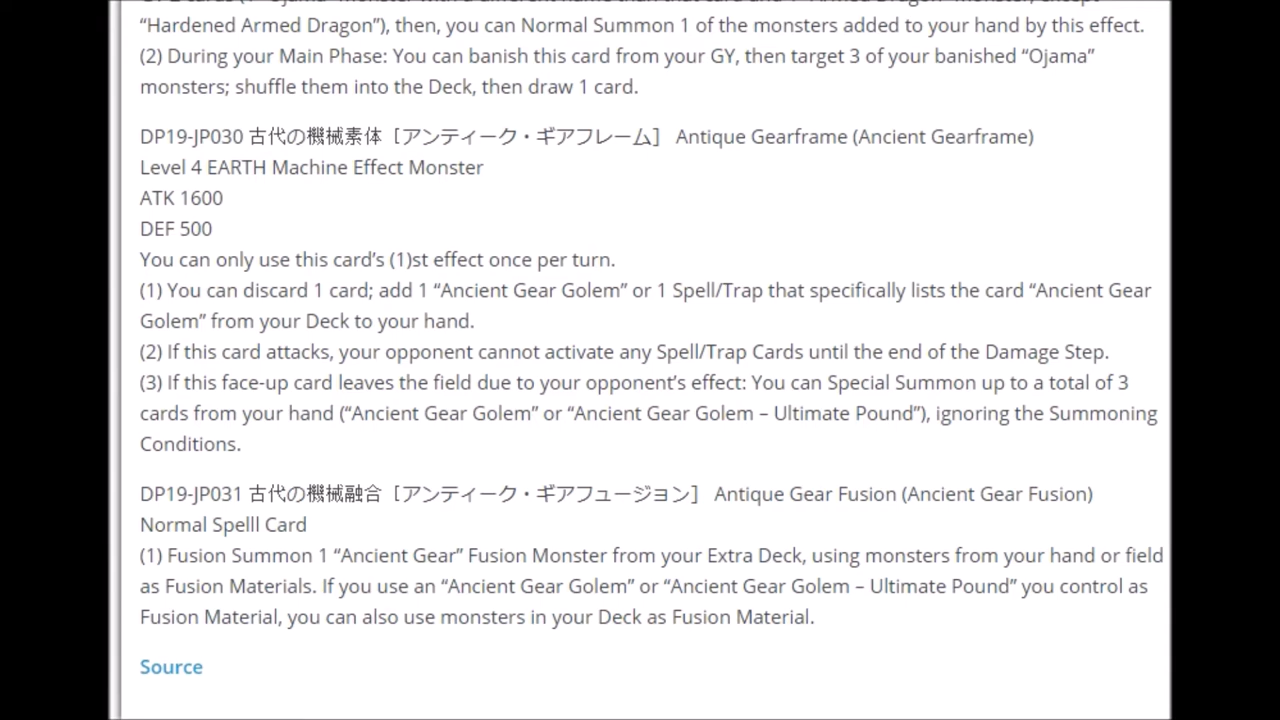 “Hardened Armed Dragon”), then, you can Normal Summon 1 of the monsters added to your hand by this effect.
(2) During your Main Phase: You can banish this card from your GY, then target 3 of your banished “Ojama”
monsters; shuffle them into the Deck, then draw 1 card.
DP19-JP030 古代の機械素体［アンティーク・ギアフレーム］ Antique Gearframe (Ancient Gearframe)
Level 4 EARTH Machine Effect Monster
ATK 1600
DEF 500
You can only use this card’s (1)st effect once per turn.
(1) You can discard 1 card; add 1 “Ancient Gear Golem” or 1 Spell/Trap that specifically lists the card “Ancient Gear
Golem” from your Deck to your hand.
(2) If this card attacks, your opponent cannot activate any Spell/Trap Cards until the end of the Damage Step.
(3) If this face-up card leaves the field due to your opponent’s effect: You can Special Summon up to a total of 3
cards from your hand (“Ancient Gear Golem” or “Ancient Gear Golem – Ultimate Pound”), ignoring the Summoning
Conditions.
DP19-JP031 古代の機械融合［アンティーク・ギアフュージョン］ Antique Gear Fusion (Ancient Gear Fusion)
Normal Spelll Card
(1) Fusion Summon 1 “Ancient Gear” Fusion Monster from your Extra Deck, using monsters from your hand or field
as Fusion Materials. If you use an “Ancient Gear Golem” or “Ancient Gear Golem – Ultimate Pound” you control as
Fusion Material, you can also use monsters in your Deck as Fusion Material.
Source